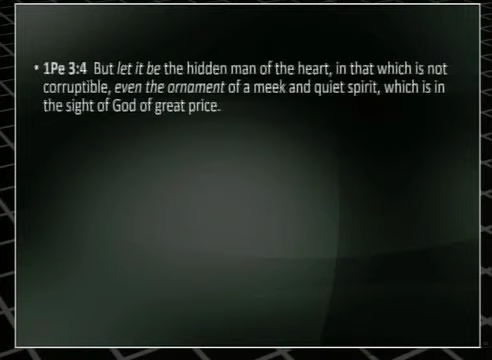 • 1Pe 3:4 But let it be the hidden man of the heart, in that which is not
corruptible, even the ornament of a meek and quiet spirit, which is in
the sight of God of great price.